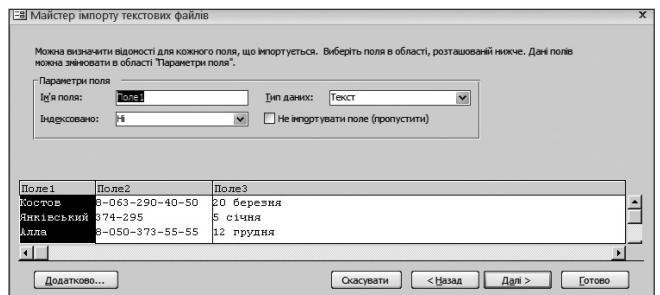 Майстер імпорту текстових файлів
Можна визначити відомості для кожного поля, що імпортується. Виберіть поля в області, розташованій нижче. Дані полів
можна змінювати в області "Параметри поля".
Параметри поля
Ім'я поля: Поле1 Тип даних: Текст
Індексовано: Ні Не імпортувати поле (пропустити)
Поле1 Поле2 Поле3
Костов 8-063-290-40-50 20 березня
Янківський 374-295 5 січня
Алла 8-050-373-55-55 12 грудня
Додатково... Скасувати < Назад Далі > Готово